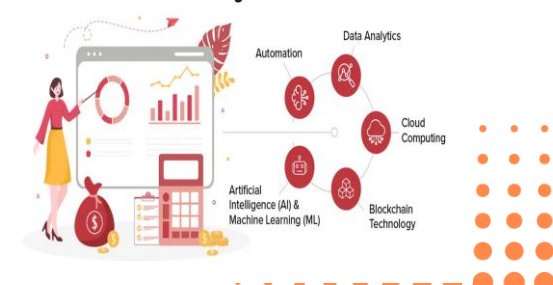 Automation
Data Analytics
Cloud
Computing
Blockchain
Technology
Artificial
Intelligence (AI) &
Machine Learning (ML)
$